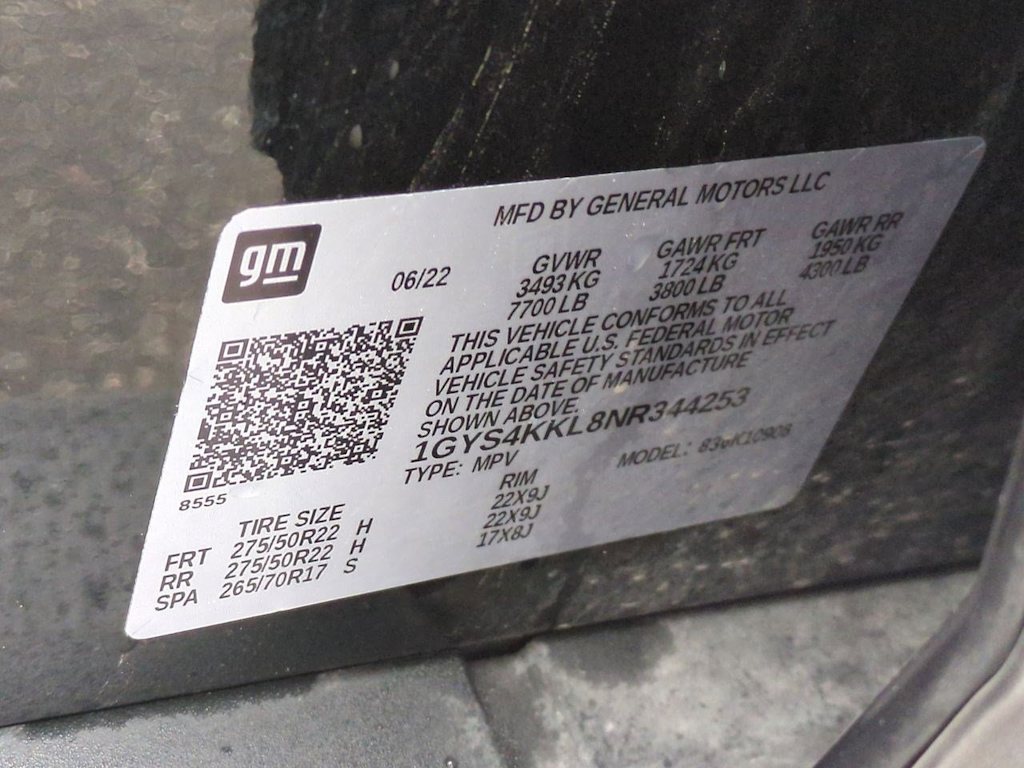 MFD BY GENERAL MOTORS LLC
gm
06/22
GVWR GAWR FRT GAWR RR
3493 KG 1724 KG 1950 KG
7700 LB 3800 LB 4300 LB
THIS VEHICLE CONFORMS TO ALL
APPLICABLE U.S. FEDERAL MOTOR
VEHICLE SAFETY STANDARDS IN EFFECT
ON THE DATE OF MANUFACTURE
SHOWN ABOVE.
1GYS4KKL8NR344253
TYPE: MPV MODEL:
8555
TIRE SIZE RIM
FRT 275/50R22 H 22X9J
RR 275/50R22 H 22X9J
SPA 265/70R17 S 17X8J